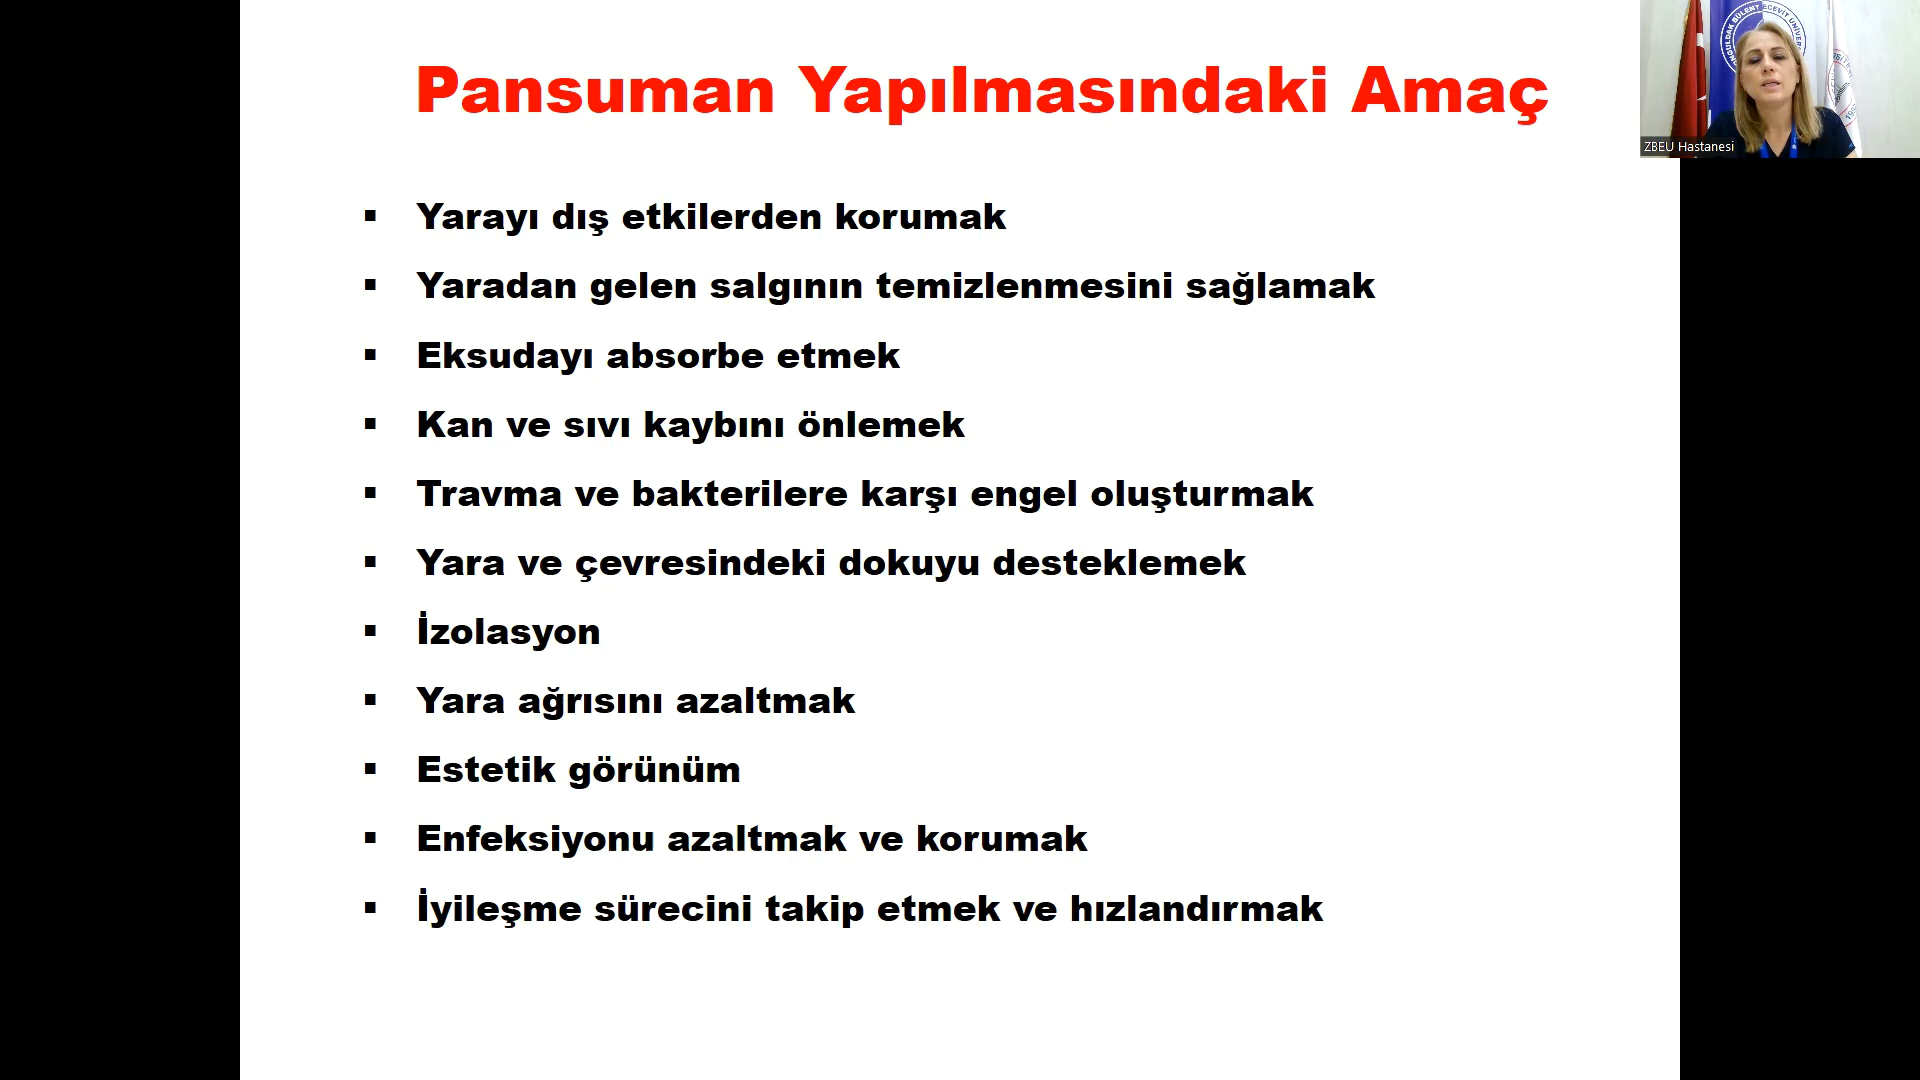 Pansuman Yapılmasındaki Amaç
▪ Yarayı dış etkilerden korumak
▪ Yaradan gelen salgının temizlenmesini sağlamak
▪ Eksudayı absorbe etmek
▪ Kan ve sıvı kaybını önlemek
▪ Travma ve bakterilere karşı engel oluşturmak
▪ Yara ve çevresindeki dokuyu desteklemek
▪ İzolasyon
▪ Yara ağrısını azaltmak
▪ Estetik görünüm
▪ Enfeksiyonu azaltmak ve korumak
▪ İyileşme sürecini takip etmek ve hızlandırmak
BÜLENT ECEVİT
ZBEU Hastanesi